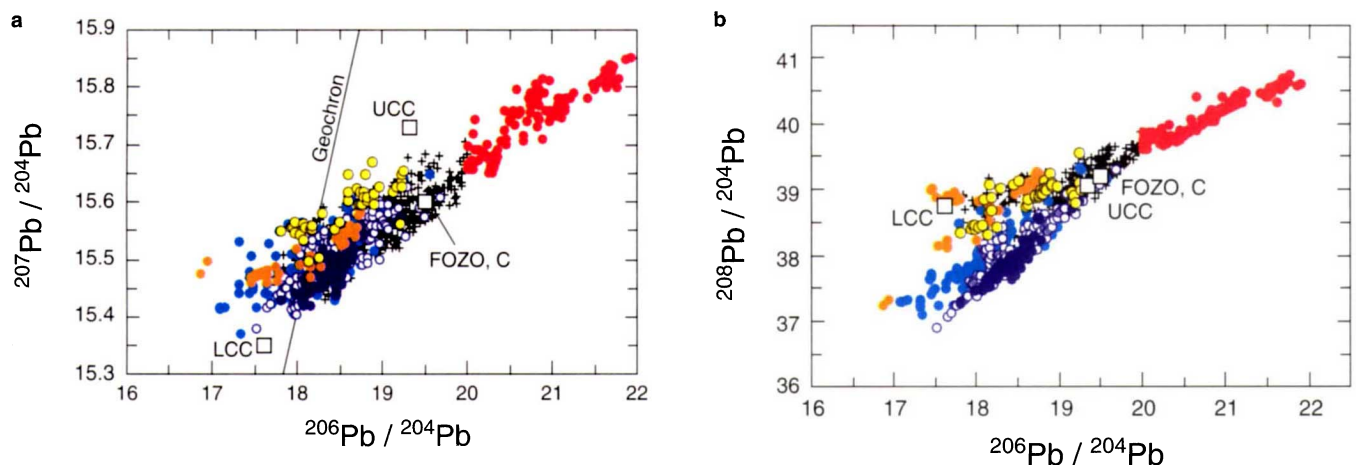 a
15.9
15.8
15.7
15.6
15.5
15.4
15.3
²⁰⁷Pb / ²⁰⁴Pb
Geochron
UCC
FOZO, C
LCC
16 17 18 19 20 21 22
²⁰⁶Pb / ²⁰⁴Pb
b
41
40
39
38
37
36
²⁰⁸Pb / ²⁰⁴Pb
LCC
FOZO, C
UCC
16 17 18 19 20 21 22
²⁰⁶Pb / ²⁰⁴Pb